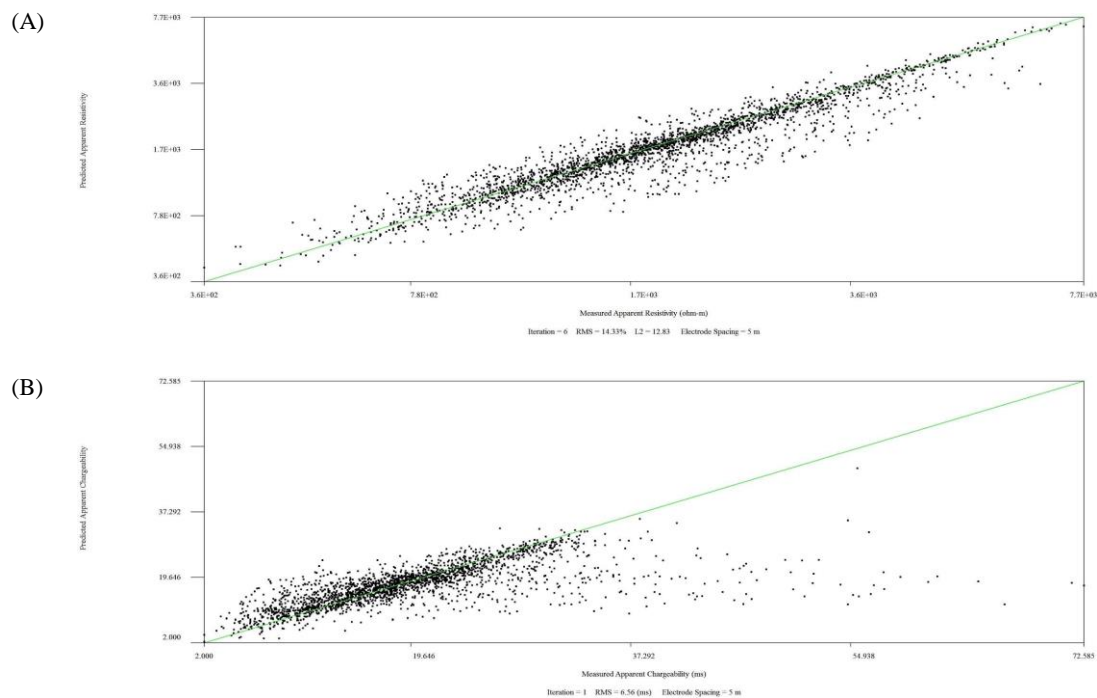 (A)
7.7E+03
3.6E+03
1.7E+03
7.8E+02
3.6E+02
Predicted Apparent Resistivity
3.6E+02 7.8E+02 1.7E+03 3.6E+03 7.7E+03
Measured Apparent Resistivity (ohm-m)
Iteration = 6 RMS = 14.33% L2 = 12.83 Electrode Spacing = 5 m
(B)
72.585
54.938
37.292
19.646
2.000
Predicted Apparent Chargeability
2.000 19.646 37.292 54.938 72.585
Measured Apparent Chargeability (ms)
Iteration = 1 RMS = 6.56 (ms) Electrode Spacing = 5 m